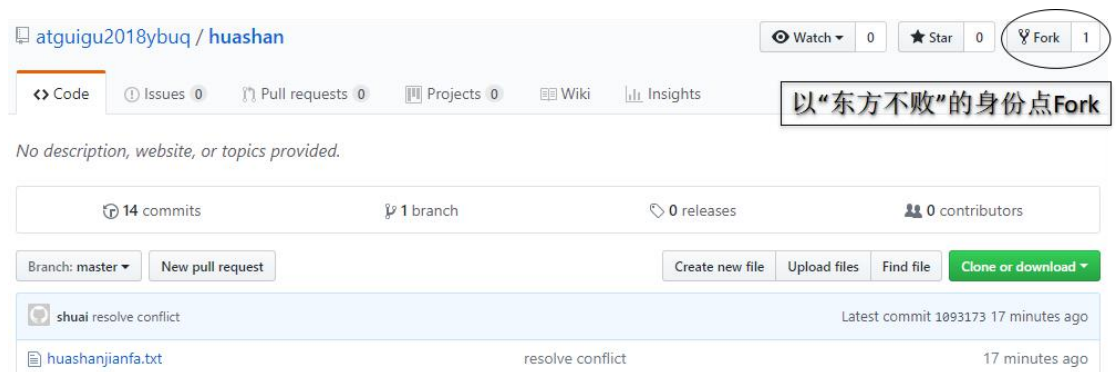 atguigu2018ybuq / huashan
Watch 0 Star 0 Fork 1
Code Issues 0 Pull requests 0 Projects 0 Wiki Insights
以“东方不败”的身份点Fork
No description, website, or topics provided.
14 commits 1 branch 0 releases 0 contributors
Branch: master New pull request Create new file Upload files Find file Clone or download
shuai resolve conflict Latest commit 1093173 17 minutes ago
huashanjianfa.txt resolve conflict 17 minutes ago